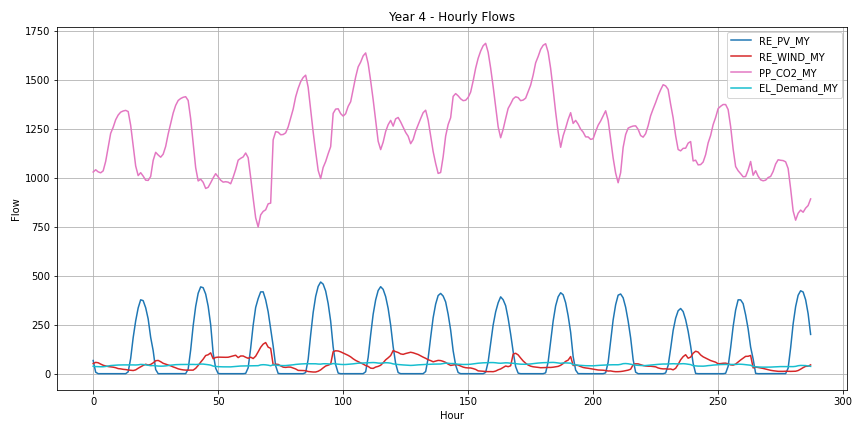 Year 4 - Hourly Flows
RE_PV_MY
RE_WIND_MY
PP_CO2_MY
EL_Demand_MY
1750
1500
1250
1000
750
500
250
0
Flow
0 50 100 150 200 250 300
Hour